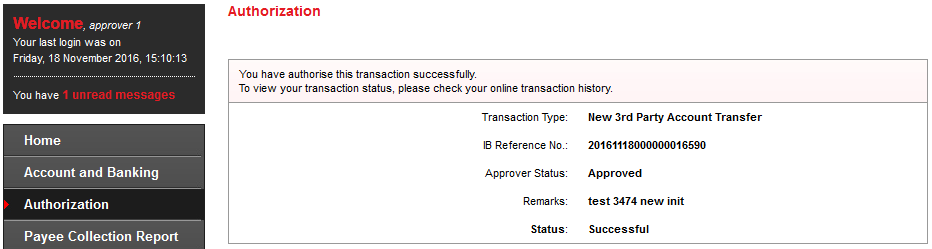 Welcome, approver 1
Your last login was on
Friday, 18 November 2016, 15:10:13
You have 1 unread messages
Home
Account and Banking
Authorization
Payee Collection Report
Authorization
You have authorise this transaction successfully.
To view your transaction status, please check your online transaction history.
Transaction Type: New 3rd Party Account Transfer
IB Reference No.: 20161118000000016590
Approver Status: Approved
Remarks: test 3474 new init
Status: Successful